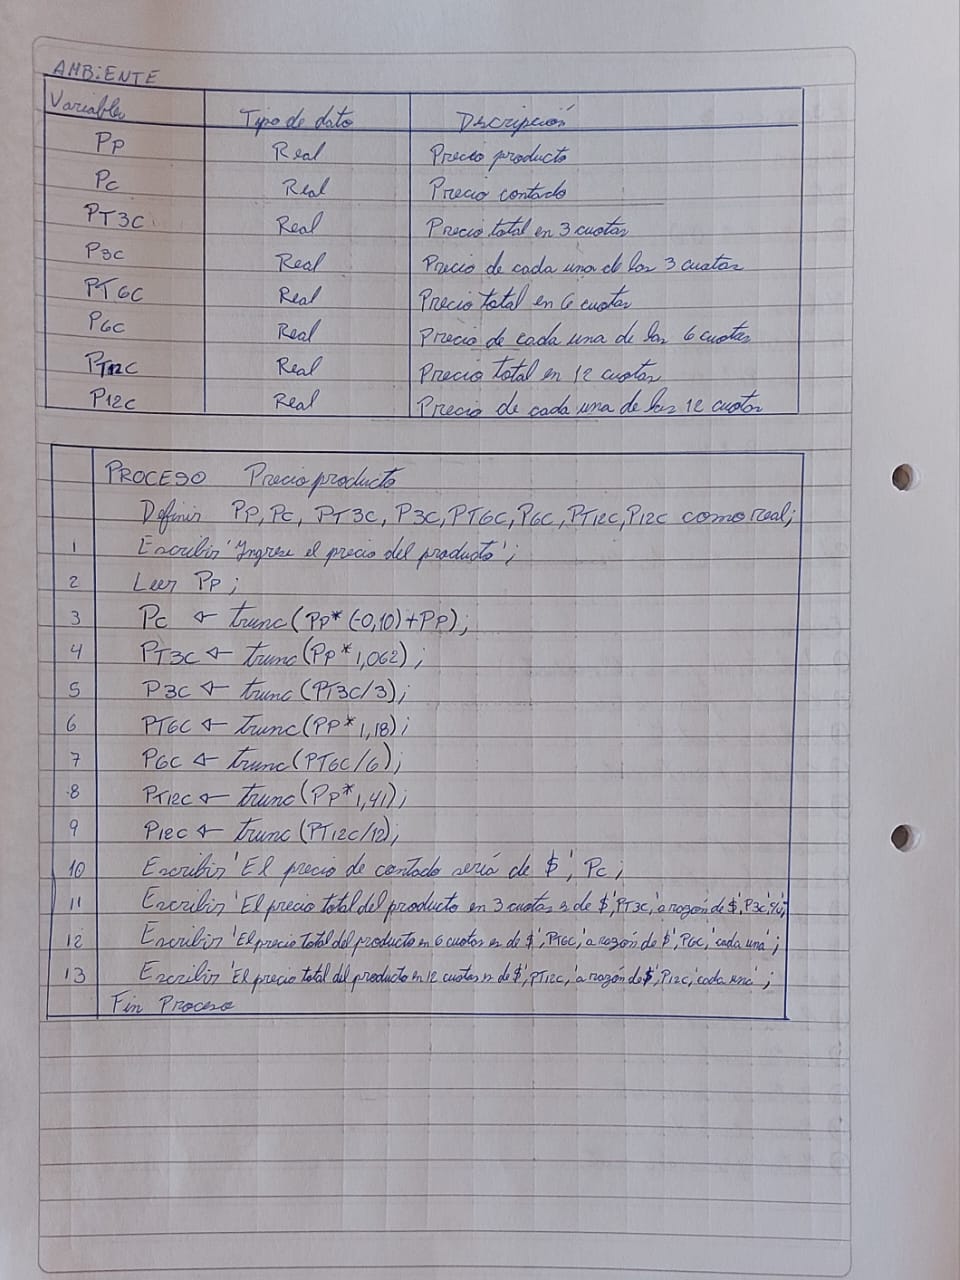 AMBIENTE
Variables Tipo de dato Dscripción
Pp Real Precio producto
Pc Real Precio contado
PT3C Real Precio total en 3 cuotas
P3C Real Precio de cada una de las 3 cuotas
PT6C Real Precio total en 6 cuotas
P6C Real Precio de cada una de las 6 cuotas
PT12C Real Precio total en 12 cuotas
P12C Real Precio de cada una de las 12 cuotas
PROCESO Precio producto
Definir Pp, Pc, PT3C, P3C, PT6C, P6C, PT12C, P12C como real;
1 Escribir 'Ingrese el precio del producto';
2 Leer Pp;
3 Pc ← trunc(Pp*(-0,10)+Pp);
4 PT3C ← trunc(Pp*1,062);
5 P3C ← trunc(PT3C/3);
6 PT6C ← trunc(Pp*1,18);
7 P6C ← trunc(PT6C/6);
8 PT12C ← trunc(Pp*1,41);
9 P12C ← trunc(PT12C/12);
10 Escribir 'El precio de contado sería de $', Pc;
11 Escribir 'El precio total del producto en 3 cuotas es de $', PT3C, 'a razón de $', P3C,
12 Escribir 'El precio total del producto en 6 cuotas es de $', PT6C, 'a razón de $', P6C, 'cada una';
13 Escribir 'El precio total del producto en 12 cuotas es de $', PT12C, 'a razón de $', P12C, 'cada una';
Fin Proceso